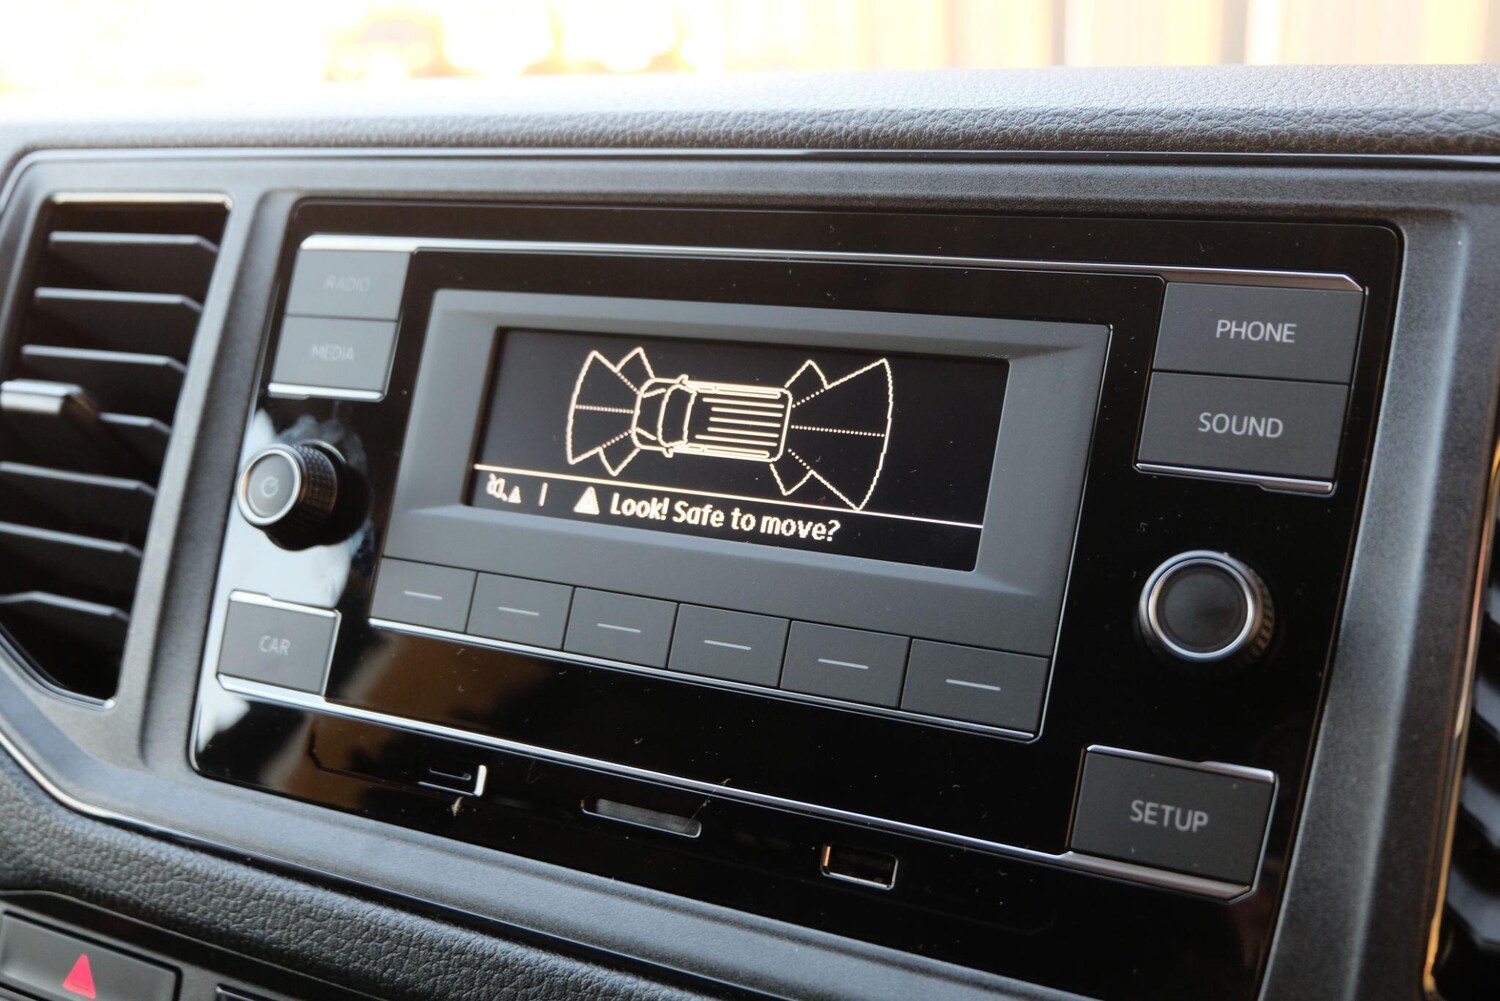 RADIO
MEDIA
PHONE
SOUND
Look! Safe to move?
CAR
SETUP